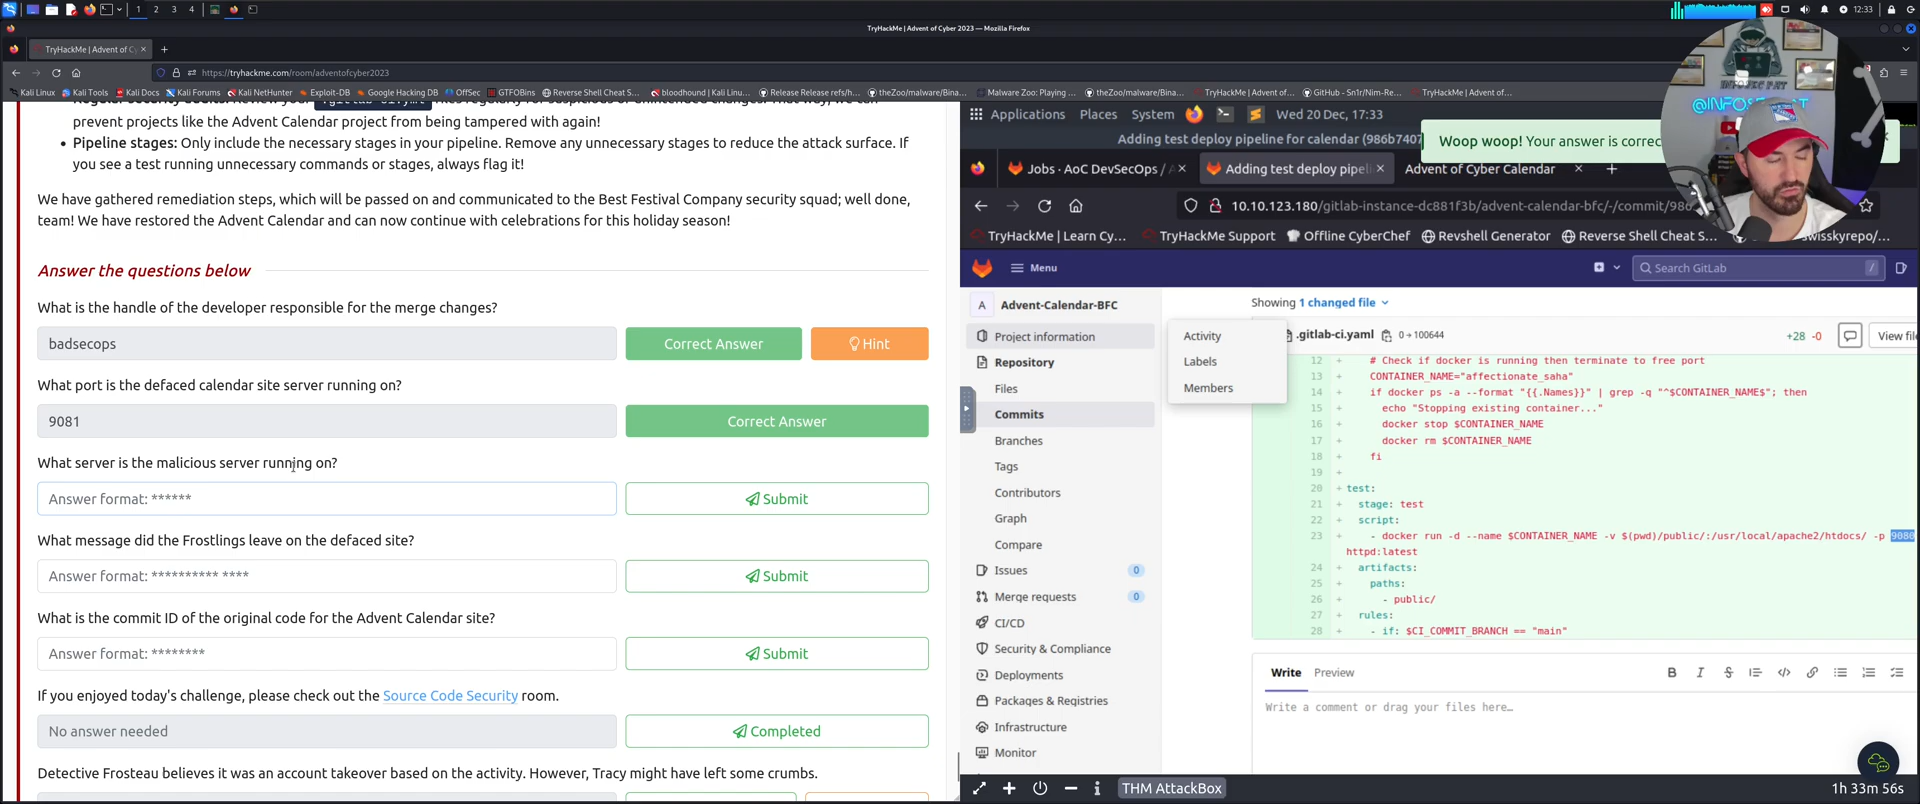 1 2 3 4
12:33
TryHackMe | Advent of Cyber 2023 — Mozilla Firefox
TryHackMe | Advent of Cy
https://tryhackme.com/room/adventofcyber2023
Kali Linux Kali Tools Kali Docs Kali Forums Kali NetHunter Exploit-DB Google Hacking DB OffSec GTFOBins Reverse Shell Cheat S... bloodhound | Kali Linu... Release Release refs/h... theZoo/malware/Bina... Malware Zoo: Playing ... theZoo/malware/Bina... TryHackMe | Advent of... GitHub - Sn1r/Nim-Re... TryHackMe | Advent of...
prevent projects like the Advent Calendar project from being tampered with again!
• Pipeline stages: Only include the necessary stages in your pipeline. Remove any unnecessary stages to reduce the attack surface. If
you see a test running unnecessary commands or stages, always flag it!
We have gathered remediation steps, which will be passed on and communicated to the Best Festival Company security squad; well done,
team! We have restored the Advent Calendar and can now continue with celebrations for this holiday season!
Answer the questions below
What is the handle of the developer responsible for the merge changes?
badsecops Correct Answer Hint
What port is the defaced calendar site server running on?
9081 Correct Answer
What server is the malicious server running on?
Answer format: ****** Submit
What message did the Frostlings leave on the defaced site?
Answer format: ********** **** Submit
What is the commit ID of the original code for the Advent Calendar site?
Answer format: ******** Submit
If you enjoyed today's challenge, please check out the Source Code Security room.
No answer needed Completed
Detective Frosteau believes it was an account takeover based on the activity. However, Tracy might have left some crumbs.
Applications Places System Wed 20 Dec, 17:33
Adding test deploy pipeline for calendar (986b7407
Woop woop! Your answer is correc
INFOSEC PAT
Jobs · AoC DevSecOps / A Adding test deploy pipeli Advent of Cyber Calendar
10.10.123.180/gitlab-instance-dc881f3b/advent-calendar-bfc/-/commit/986
TryHackMe | Learn Cy... TryHackMe Support Offline CyberChef Revshell Generator Reverse Shell Cheat S... swisskyrepo/...
Menu
Search GitLab /
A Advent-Calendar-BFC
Project information
Repository
Files
Commits
Branches
Tags
Contributors
Graph
Compare
Issues 0
Merge requests 0
CI/CD
Security & Compliance
Deployments
Packages & Registries
Infrastructure
Monitor
Activity
Labels
Members
Showing 1 changed file
.gitlab-ci.yaml 0→100644 +28 -0 View file
12 + # Check if docker is running then terminate to free port
13 + CONTAINER_NAME="affectionate_saha"
14 + if docker ps -a --format "{{.Names}}" | grep -q "^$CONTAINER_NAME$"; then
15 + echo "Stopping existing container..."
16 + docker stop $CONTAINER_NAME
17 + docker rm $CONTAINER_NAME
18 + fi
19 +
20 + test:
21 + stage: test
22 + script:
23 + - docker run -d --name $CONTAINER_NAME -v $(pwd)/public/:/usr/local/apache2/htdocs/ -p 9080
httpd:latest
24 + artifacts:
25 + paths:
26 + - public/
27 + rules:
28 + - if: $CI_COMMIT_BRANCH == "main"
Write Preview
Write a comment or drag your files here…
THM AttackBox
1h 33m 56s